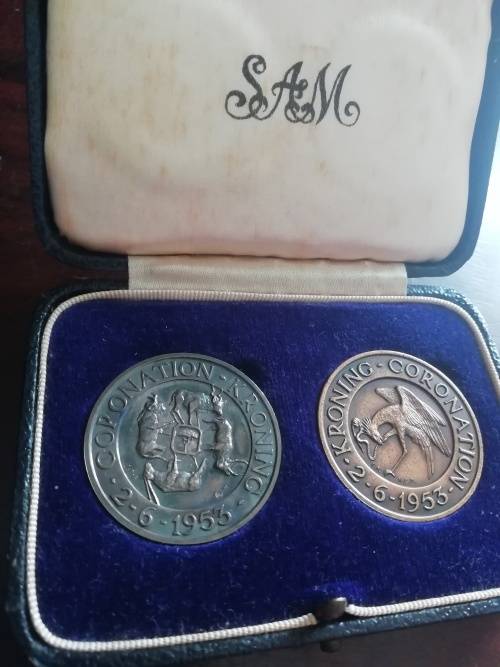 SAM
CORONATION · KRONING
· 2-6-1953 ·
KRONING · CORONATION
· 2-6-1953 ·